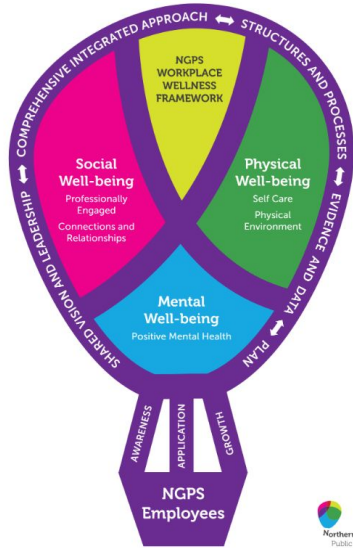 COMPREHENSIVE INTEGRATED APPROACH
STRUCTURES AND PROCESSES
NGPS
WORKPLACE
WELLNESS
FRAMEWORK
Social
Well-being
Professionally
Engaged
Connections and
Relationships
Physical
Well-being
Self Care
Physical
Environment
SHARED VISION AND LEADERSHIP
EVIDENCE AND DATA
Mental
Well-being
Positive Mental Health
PLAN
AWARENESS
APPLICATION
GROWTH
NGPS
Employees
Northern
Public